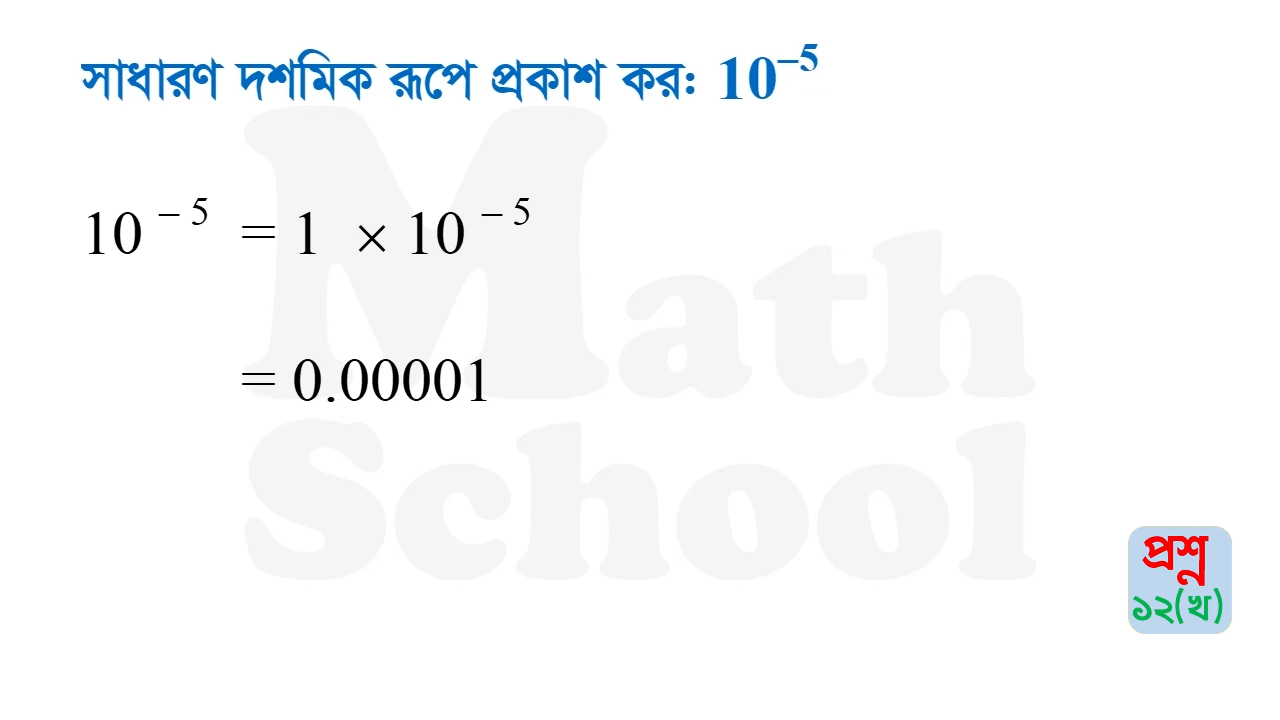 সাধারণ দশমিক রূপে প্রকাশ কর: 10⁻⁵
10 ⁻ ⁵ = 1 × 10 ⁻ ⁵
= 0.00001
Math
School
প্রশ্ন
১২(খ)